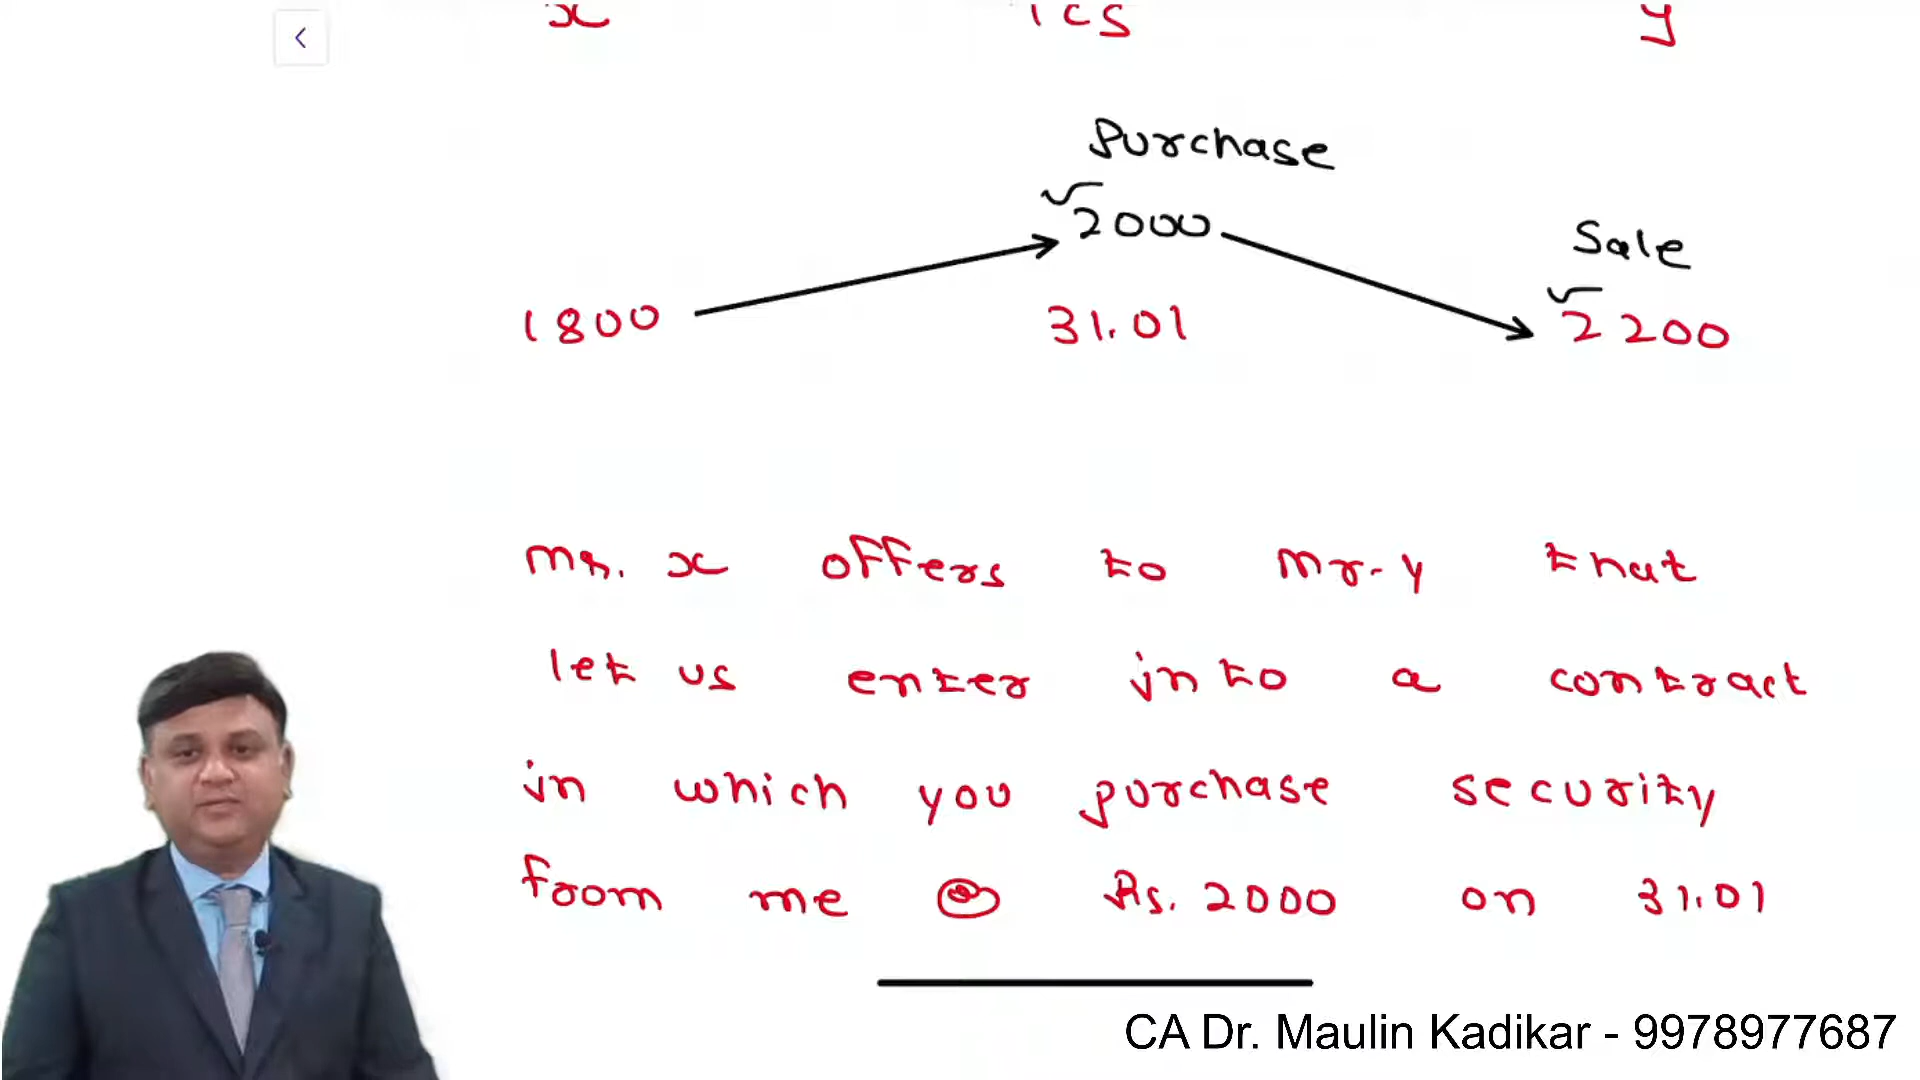 x TCS y
Purchase
2000
Sale
1800 31.01 2200
Mr. x offers to Mr. y that
let us enter into a contract
in which you purchase security
from me @ Rs. 2000 on 31.01
CA Dr. Maulin Kadikar - 9978977687